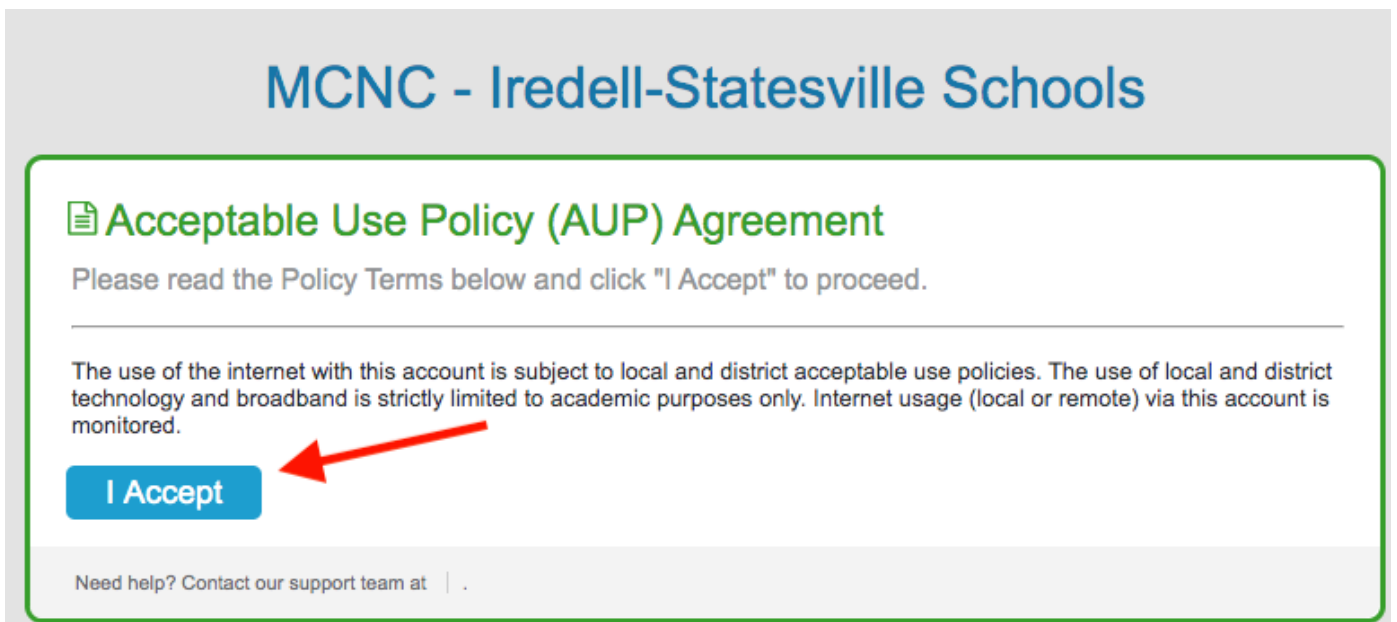 MCNC - Iredell-Statesville Schools
Acceptable Use Policy (AUP) Agreement
Please read the Policy Terms below and click "I Accept" to proceed.
The use of the internet with this account is subject to local and district acceptable use policies. The use of local and district
technology and broadband is strictly limited to academic purposes only. Internet usage (local or remote) via this account is
monitored.
I Accept
Need help? Contact our support team at | .